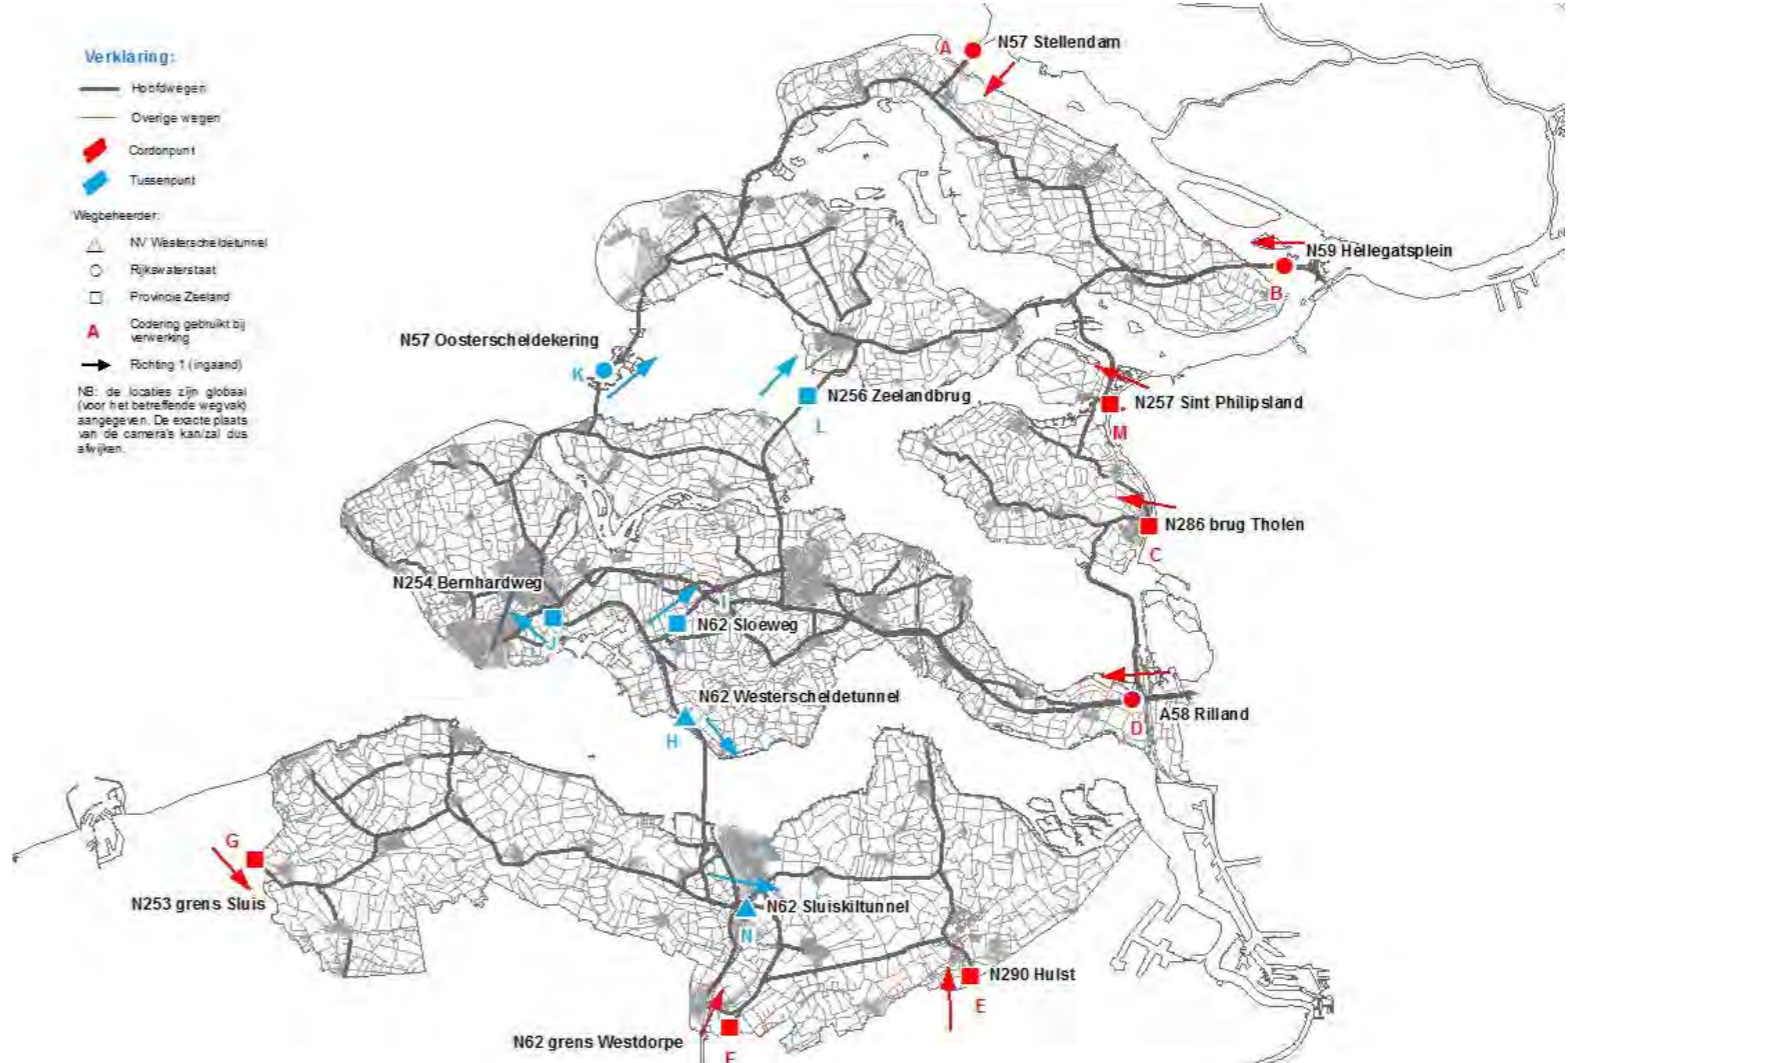 Verklaring:
Hoofdwegen
Overige wegen
Cordonpunt
Tussenpunt
Wegbeheerder:
NV Westerscheldetunnel
Rijkswaterstaat
Provincie Zeeland
A
Codering gebruikt bij
verwerking
Richting 1 (ingaand)
NB: de locaties zijn globaal
(voor het betreffende wegvak)
aangegeven. De exacte plaats
van de camera's kan/zal dus
afwijken.
A
N57 Stellendam
N59 Hellegatsplein
B
N57 Oosterscheldekering
K
N256 Zeelandbrug
L
N257 Sint Philipsland
M
N286 brug Tholen
C
N254 Bernhardweg
J
I
N62 Sloeweg
N62 Westerscheldetunnel
H
A58 Rilland
D
G
N253 grens Sluis
N62 Sluiskiltunnel
N
N290 Hulst
E
N62 grens Westdorpe
F